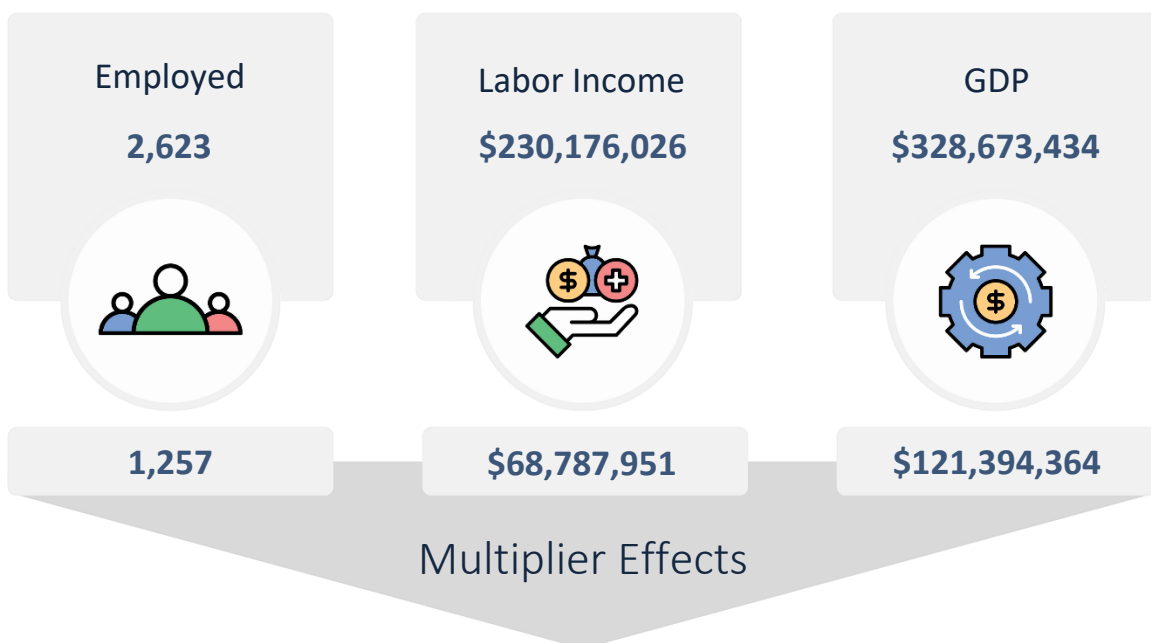 Employed
2,623
Labor Income
$230,176,026
GDP
$328,673,434
$
$
1,257
$68,787,951
$121,394,364
Multiplier Effects